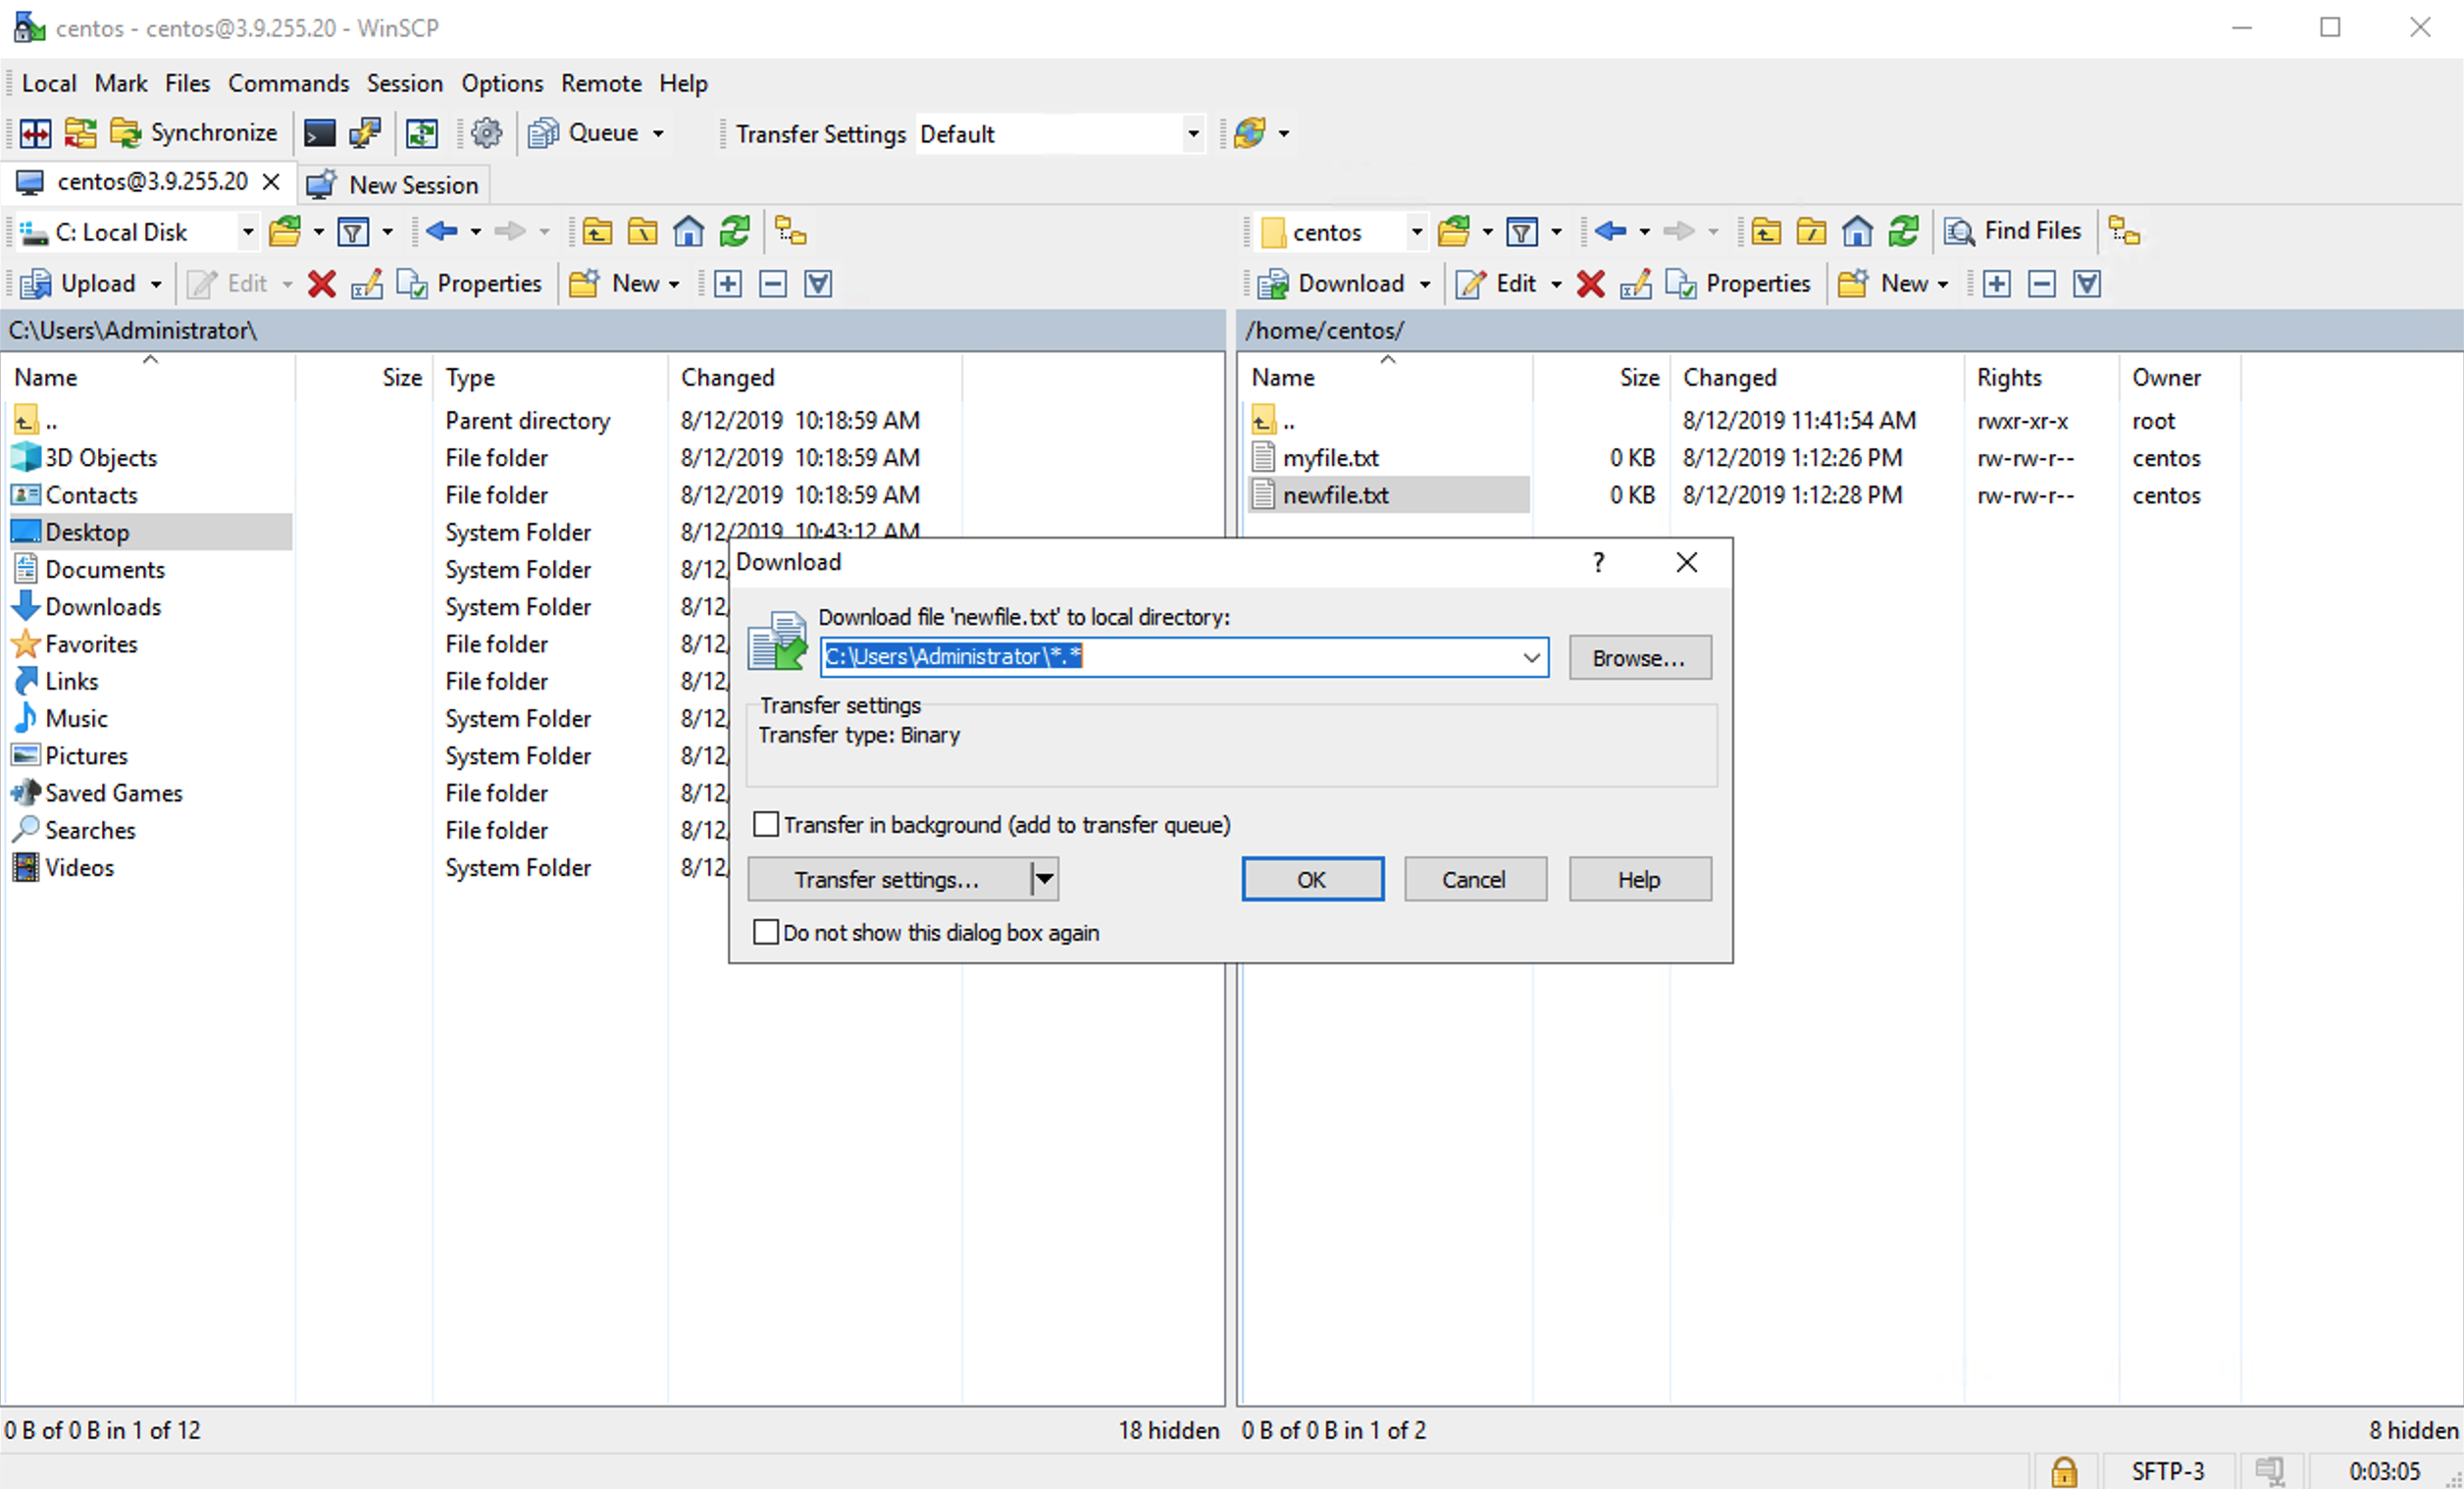 centos - centos@3.9.255.20 - WinSCP
Local Mark Files Commands Session Options Remote Help
Synchronize Queue Transfer Settings Default
centos@3.9.255.20 New Session
C: Local Disk centos Find Files
Upload Edit Properties New Download Edit Properties New
C:\Users\Administrator\ /home/centos/
Name Size Type Changed Name Size Changed Rights Owner
.. Parent directory 8/12/2019 10:18:59 AM .. 8/12/2019 11:41:54 AM rwxr-xr-x root
3D Objects File folder 8/12/2019 10:18:59 AM myfile.txt 0 KB 8/12/2019 1:12:26 PM rw-rw-r-- centos
Contacts File folder 8/12/2019 10:18:59 AM newfile.txt 0 KB 8/12/2019 1:12:28 PM rw-rw-r-- centos
Desktop System Folder 8/12/2019 10:43:12 AM
Documents System Folder 8/12/
Downloads System Folder 8/12/
Favorites File folder 8/12/
Links File folder 8/12/
Music System Folder 8/12/
Pictures System Folder 8/12/
Saved Games File folder 8/12/
Searches File folder 8/12/
Videos System Folder 8/12/
Download ?
Download file 'newfile.txt' to local directory:
C:\Users\Administrator\*.* Browse...
Transfer settings
Transfer type: Binary
Transfer in background (add to transfer queue)
Transfer settings... OK Cancel Help
Do not show this dialog box again
0 B of 0 B in 1 of 12 18 hidden 0 B of 0 B in 1 of 2 8 hidden
SFTP-3 0:03:05